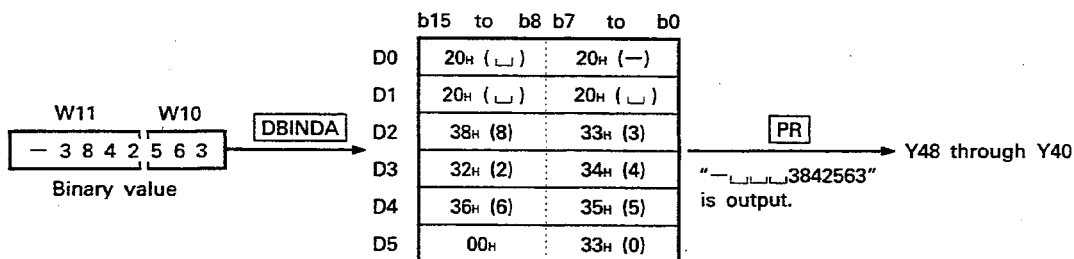 b15 to b8 b7 to b0
D0 20H (␣) 20H (—)
D1 20H (␣) 20H (␣)
W11 W10
D2 38H (8) 33H (3)
DBINDA
PR
— 3 8 4 2 5 6 3
D3 32H (2) 34H (4)
Y48 through Y40
Binary value
"—␣␣␣3842563"
is output.
D4 36H (6) 35H (5)
D5 00H 33H (0)